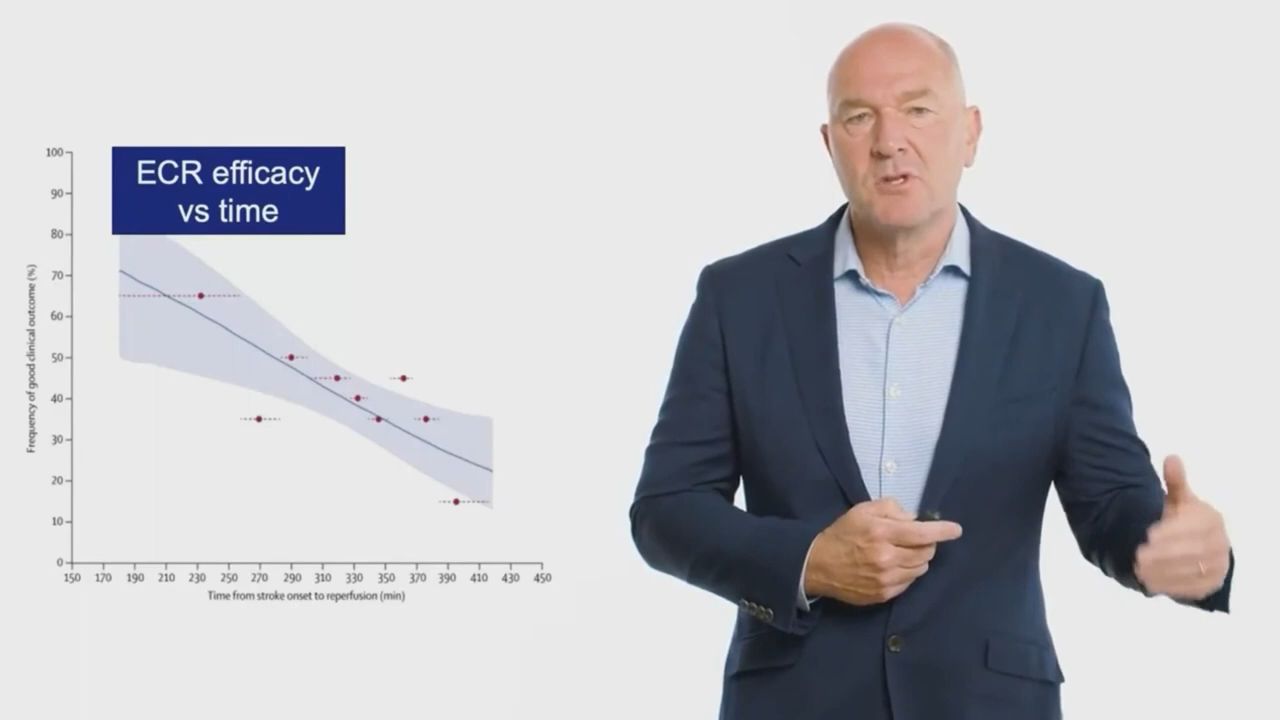 ECR efficacy
vs time
Frequency of good clinical outcome (%)
100
90
80
70
60
50
40
30
20
10
0
150 170 190 210 230 250 270 290 310 330 350 370 390 410 430 450
Time from stroke onset to reperfusion (min)